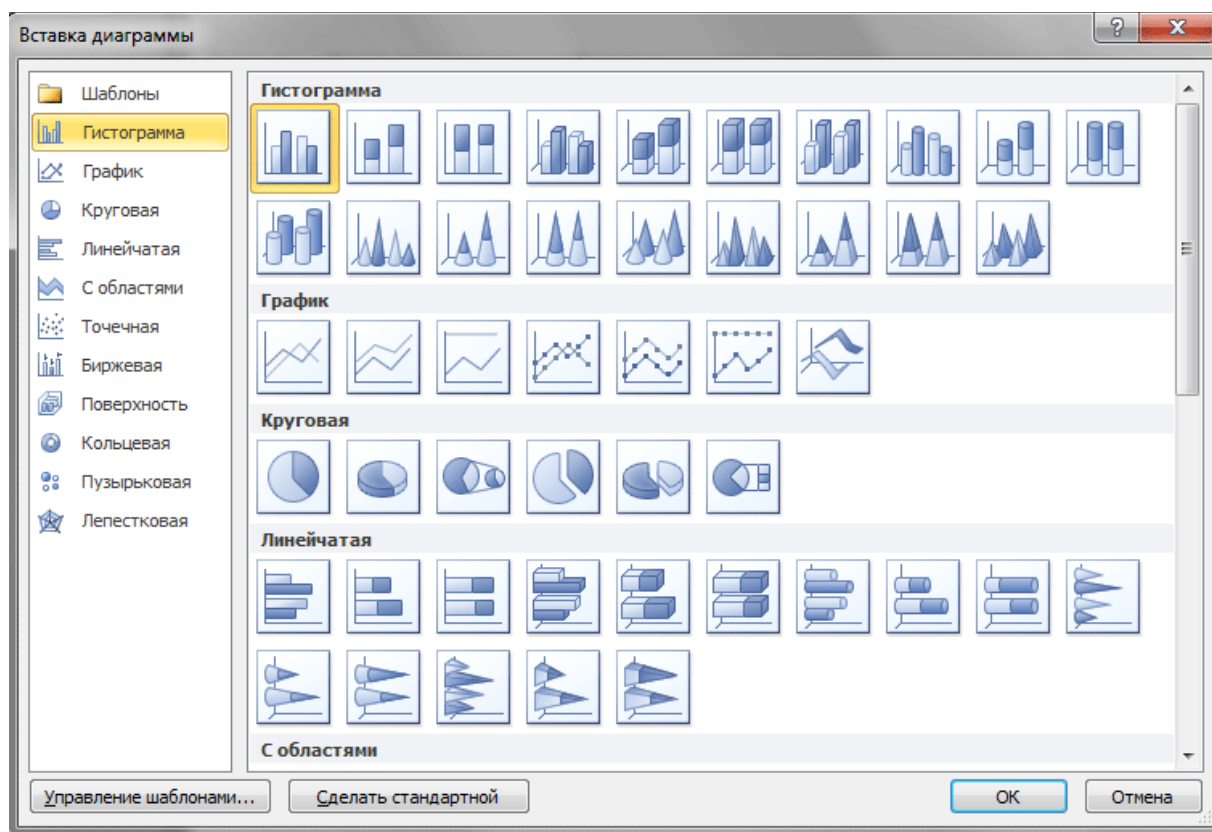 Вставка диаграммы
Шаблоны
Гистограмма
График
Круговая
Линейчатая
С областями
Точечная
Биржевая
Поверхность
Кольцевая
Пузырьковая
Лепестковая
Гистограмма
График
Круговая
Линейчатая
С областями
Управление шаблонами...
Сделать стандартной
ОК
Отмена